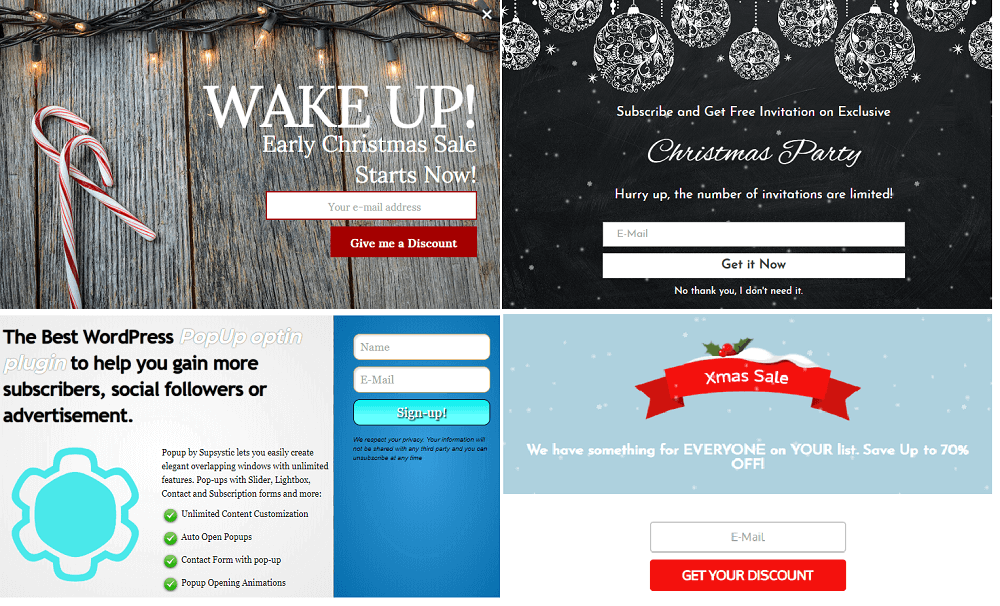 WAKE UP!
Early Christmas Sale
Starts Now!
Your e-mail address
Give me a Discount
Subscribe and Get Free Invitation on Exclusive
Christmas Party
Hurry up, the number of invitations are limited!
E-Mail
Get it Now
No thank you, I don't need it.
The Best WordPress PopUp optin
plugin to help you gain more
subscribers, social followers or
advertisement.
Popup by Supsystic lets you easily create
elegant overlapping windows with unlimited
features. Pop-ups with Slider, Lightbox,
Contact and Subscription forms and more:
Unlimited Content Customization
Auto Open Popups
Contact Form with pop-up
Popup Opening Animations
Name
E-Mail
Sign-up!
We respect your privacy. Your information will
not be shared with any third party and you can
unsubscribe at any time
Xmas Sale
We have something for EVERYONE on YOUR list. Save Up to 70%
OFF!
E-Mail
GET YOUR DISCOUNT